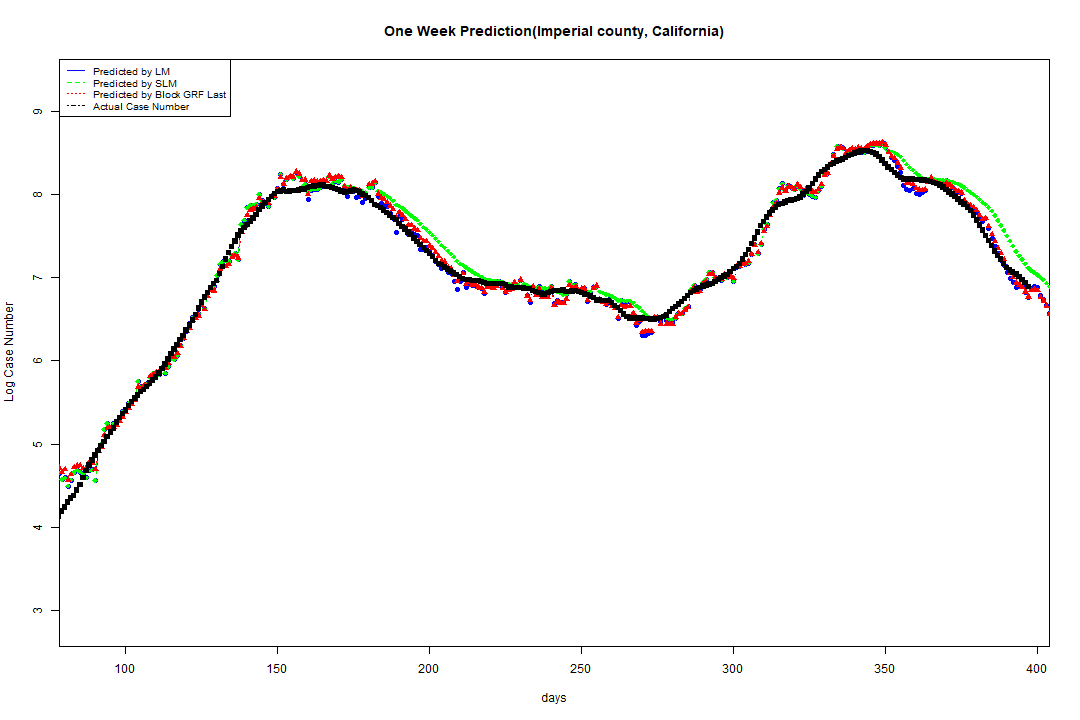 One Week Prediction(Imperial county, California)
Predicted by LM
Predicted by SLM
Predicted by Block GRF Last
Actual Case Number
9
8
7
6
5
4
3
Log Case Number
100 150 200 250 300 350 400
days